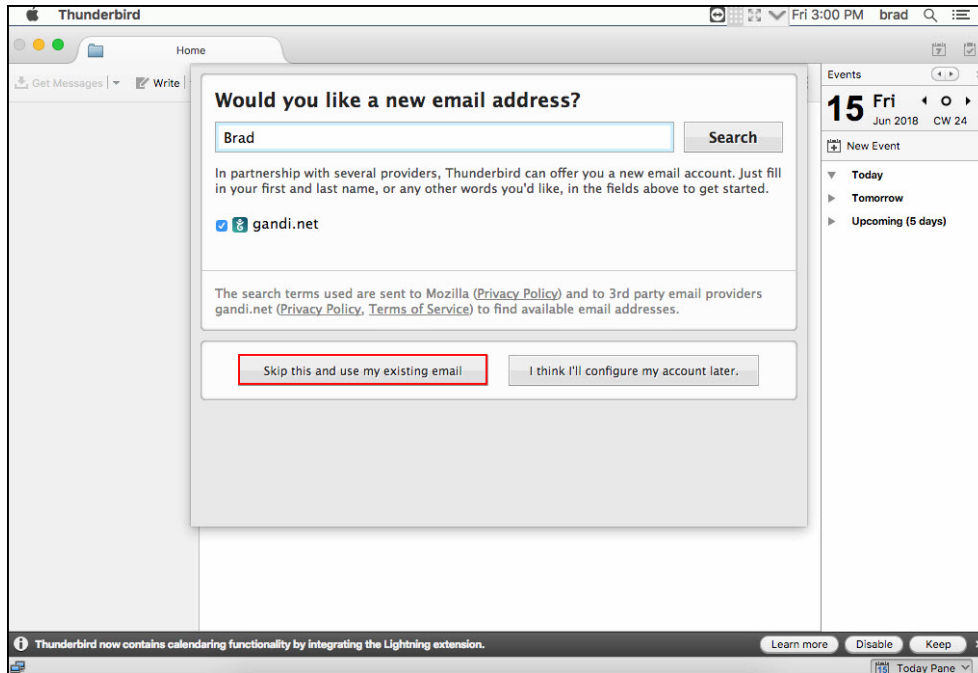 Thunderbird
Fri 3:00 PM brad
Home
Get Messages
Write
Would you like a new email address?
Brad
Search
In partnership with several providers, Thunderbird can offer you a new email account. Just fill
in your first and last name, or any other words you'd like, in the fields above to get started.
gandi.net
The search terms used are sent to Mozilla (Privacy Policy) and to 3rd party email providers
gandi.net (Privacy Policy, Terms of Service) to find available email addresses.
Skip this and use my existing email
I think I'll configure my account later.
Events
15
Fri
Jun 2018 CW 24
New Event
Today
Tomorrow
Upcoming (5 days)
Thunderbird now contains calendaring functionality by integrating the Lightning extension.
Learn more
Disable
Keep
15
Today Pane